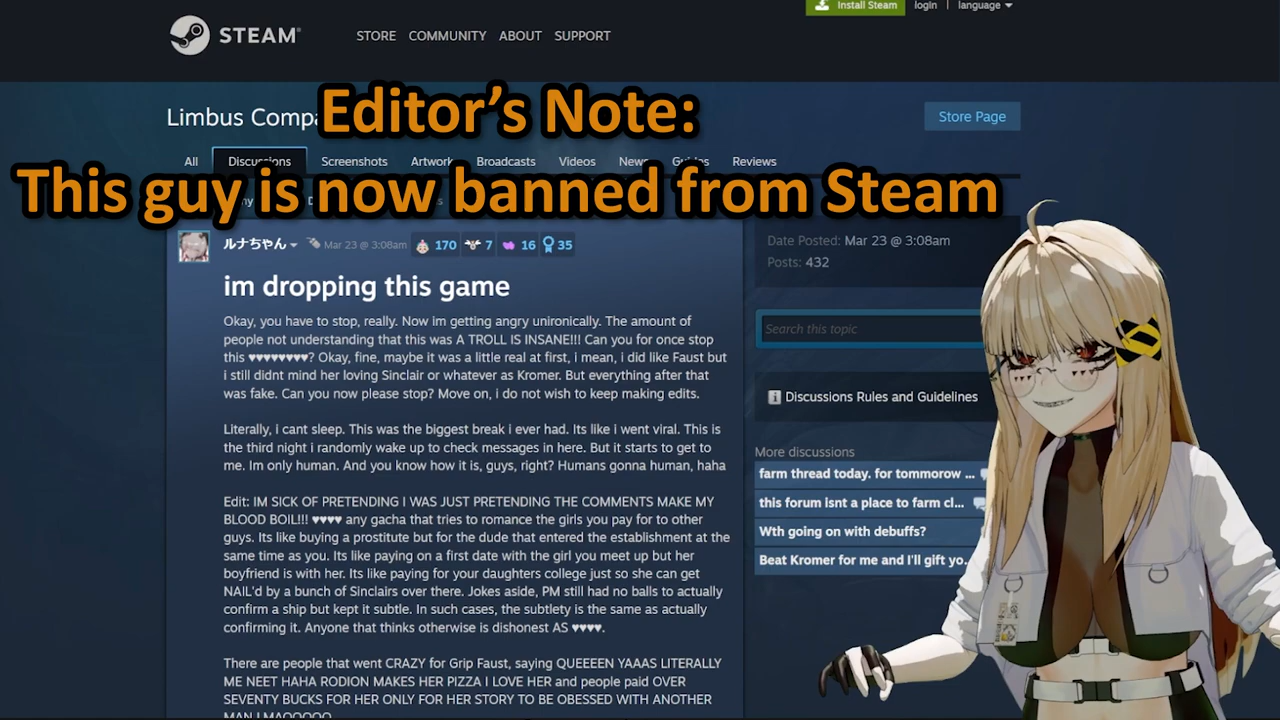 Install Steam login | language
STEAM® STORE COMMUNITY ABOUT SUPPORT
Editor's Note:
Limbus Compa
Store Page
All Discussions Screenshots Artwork Broadcasts Videos News Guides Reviews
This guy is now banned from Steam
ルナちゃん Mar 23 @ 3:08am 170 7 16 35
im dropping this game
Okay, you have to stop, really. Now im getting angry unironically. The amount of
people not understanding that this was A TROLL IS INSANE!!! Can you for once stop
this ♥♥♥♥♥♥♥♥? Okay, fine, maybe it was a little real at first, i mean, i did like Faust but
i still didnt mind her loving Sinclair or whatever as Kromer. But everything after that
was fake. Can you now please stop? Move on, i do not wish to keep making edits.
Literally, i cant sleep. This was the biggest break i ever had. Its like i went viral. This is
the third night i randomly wake up to check messages in here. But it starts to get to
me. Im only human. And you know how it is, guys, right? Humans gonna human, haha
Edit: IM SICK OF PRETENDING I WAS JUST PRETENDING THE COMMENTS MAKE MY
BLOOD BOIL!!! ♥♥♥♥ any gacha that tries to romance the girls you pay for to other
guys. Its like buying a prostitute but for the dude that entered the establishment at the
same time as you. Its like paying on a first date with the girl you meet up but her
boyfriend is with her. Its like paying for your daughters college just so she can get
NAIL'd by a bunch of Sinclairs over there. Jokes aside, PM still had no balls to actually
confirm a ship but kept it subtle. In such cases, the subtlety is the same as actually
confirming it. Anyone that thinks otherwise is dishonest AS ♥♥♥♥.
There are people that went CRAZY for Grip Faust, saying QUEEEEN YAAAS LITERALLY
ME NEET HAHA RODION MAKES HER PIZZA I LOVE HER and people paid OVER
SEVENTY BUCKS FOR HER ONLY FOR HER STORY TO BE OBESSED WITH ANOTHER
MAN LMAOOOOO
Date Posted: Mar 23 @ 3:08am
Posts: 432
Search this topic
Discussions Rules and Guidelines
More discussions
farm thread today. for tommorow ...
this forum isnt a place to farm cl...
Wth going on with debuffs?
Beat Kromer for me and I'll gift yo...